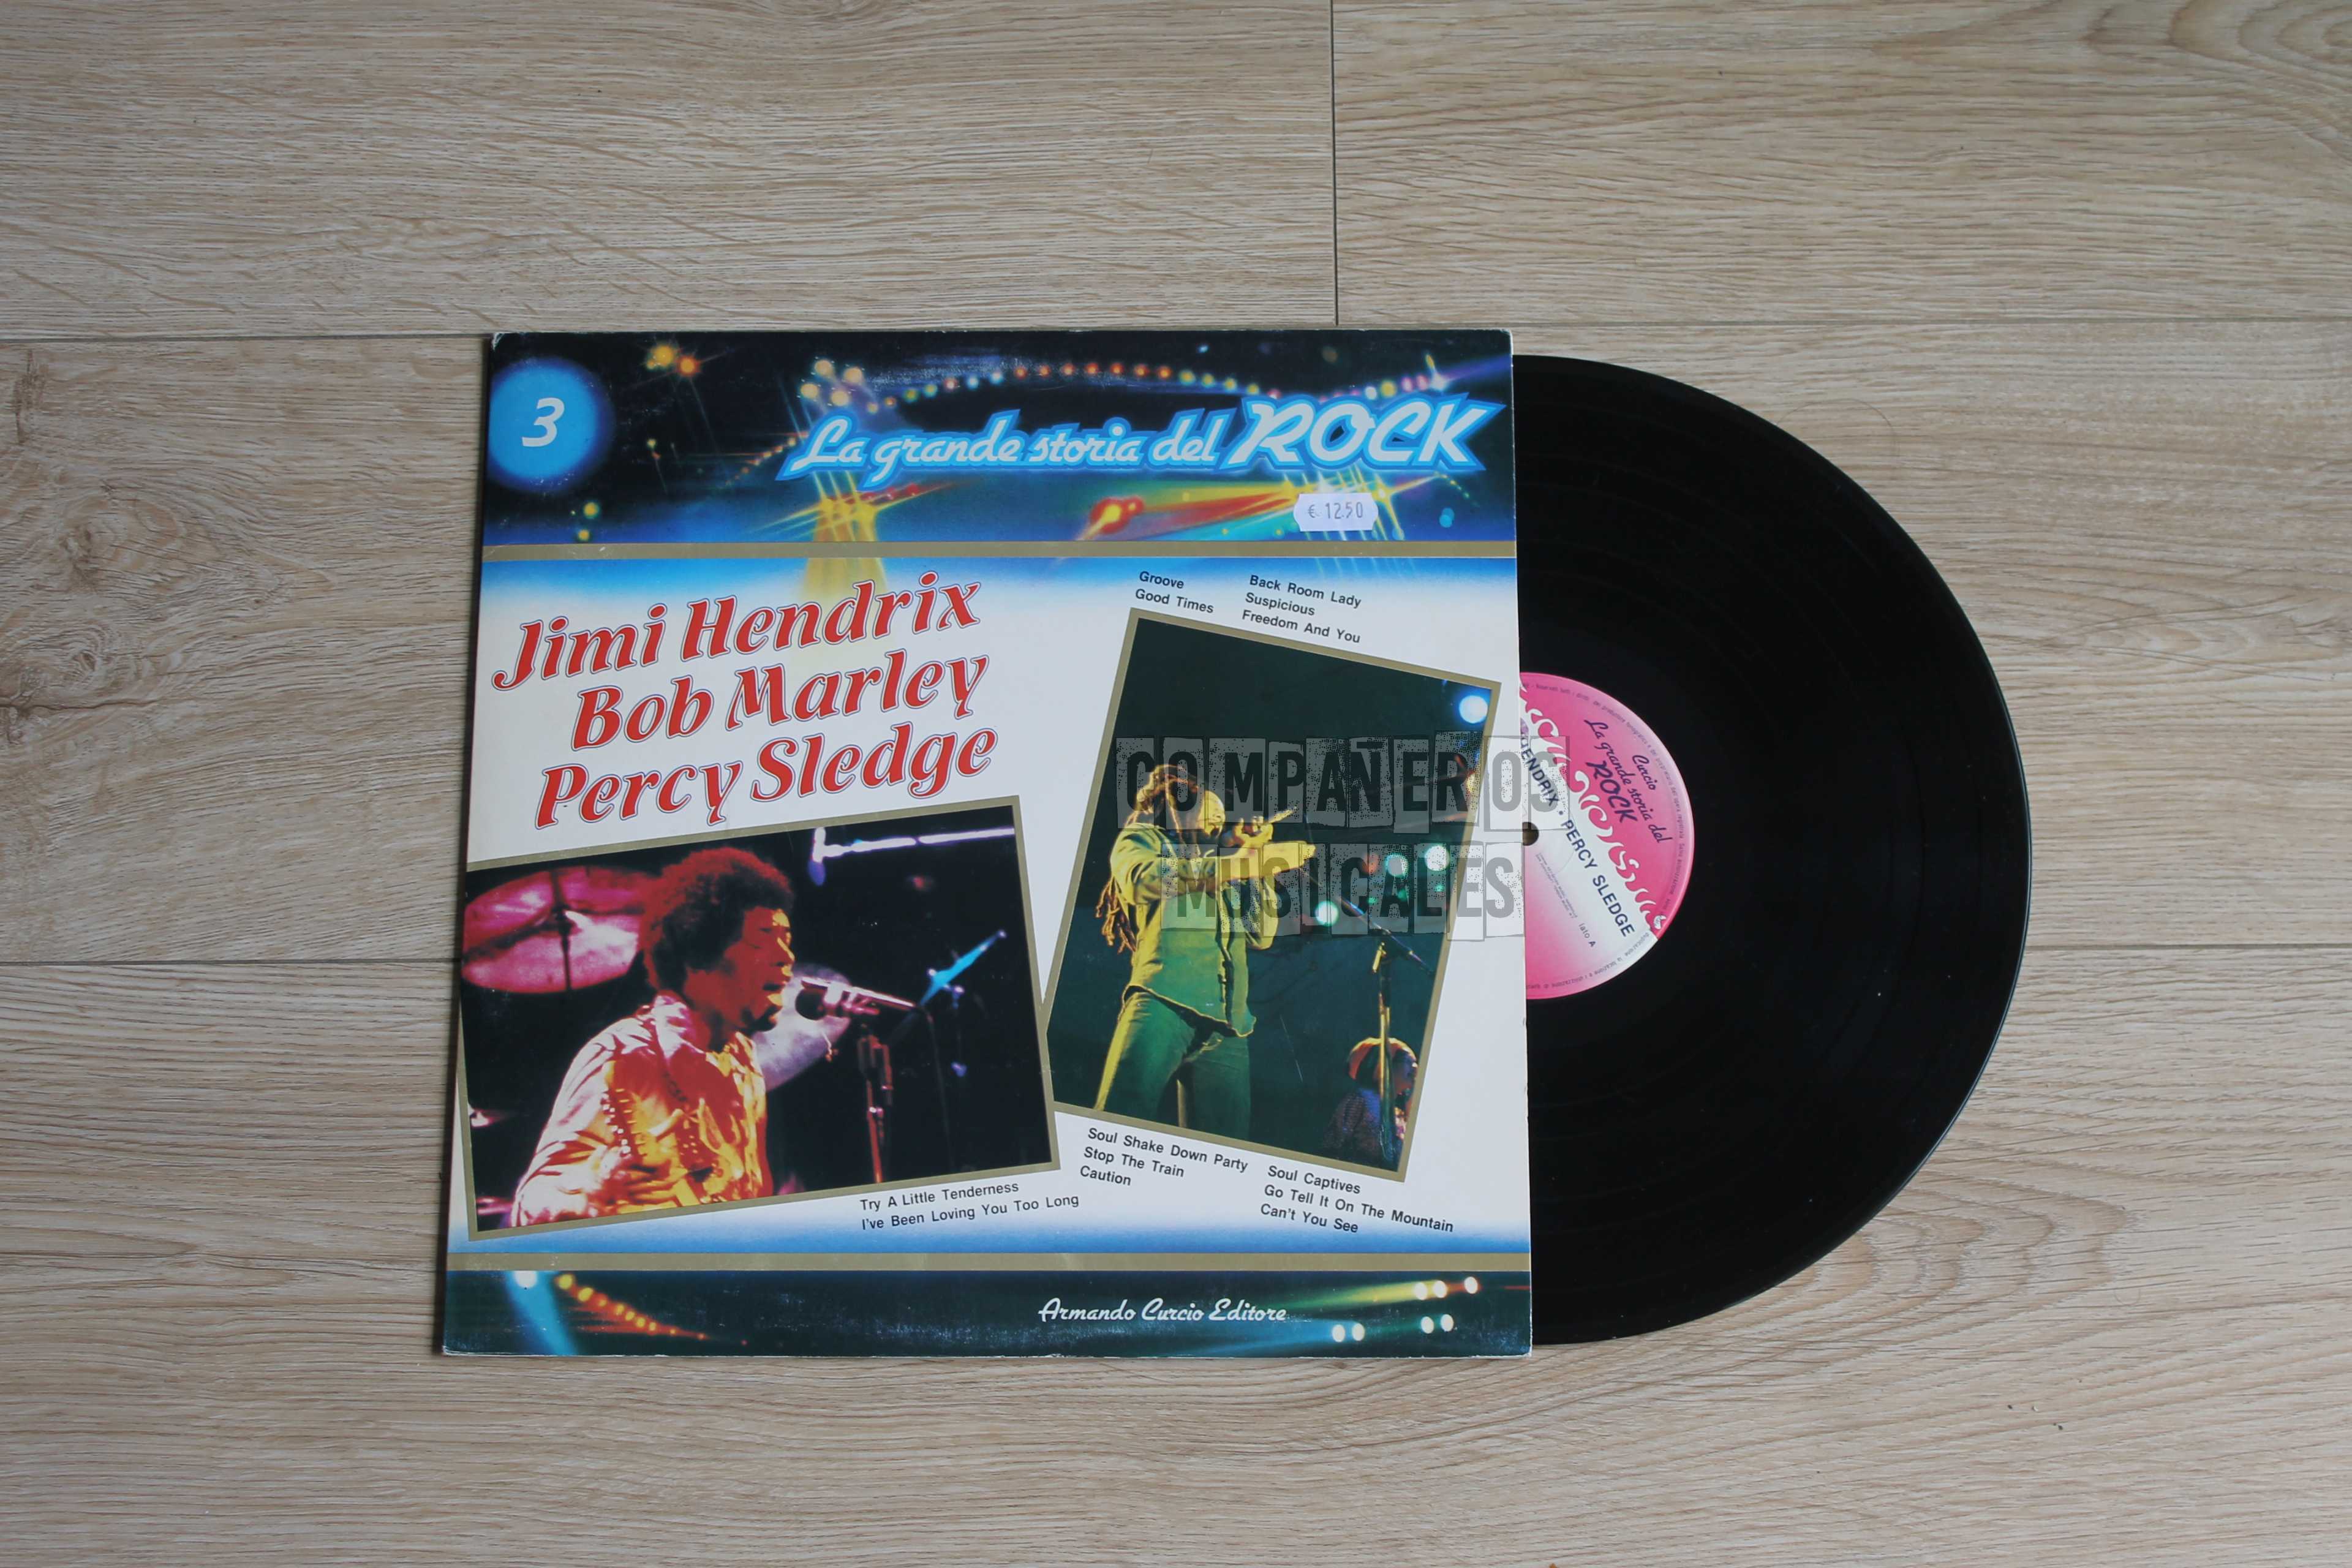 3
La grande storia del ROCK
€ 12.50
Jimi Hendrix
Bob Marley
Percy Sledge
Groove
Good Times
Back Room Lady
Suspicious
Freedom And You
COMPAÑEROS
MUSICALES
Try A Little Tenderness
I've Been Loving You Too Long
Soul Shake Down Party
Stop The Train
Caution
Soul Captives
Go Tell It On The Mountain
Can't You See
Armando Curcio Editore
Curcio
La grande storia del
ROCK
HENDRIX • PERCY SLEDGE
lato A